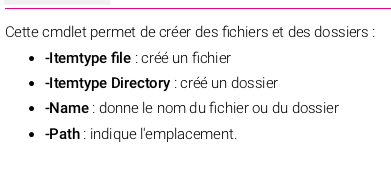 Cette cmdlet permet de créer des fichiers et des dossiers :
• -Itemtype file : créé un fichier
• -Itemtype Directory : créé un dossier
• -Name : donne le nom du fichier ou du dossier
• -Path : indique l'emplacement.